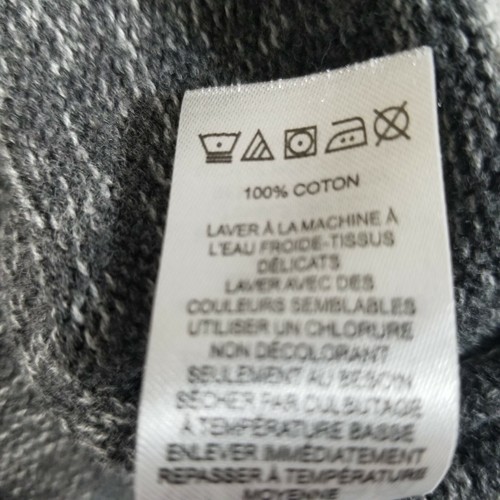 100% COTON
LAVER À LA MACHINE À
L'EAU FROIDE-TISSUS
DÉLICATS
LAVER AVEC DES
COULEURS SEMBLABLES
UTILISER UN CHLORURE
NON DÉCOLORANT
SEULEMENT AU BESOIN
SÉCHER PAR CULBUTAGE
À TEMPÉRATURE BASSE
ENLEVER IMMÉDIATEMENT
REPASSER À TEMPÉRATURE
MOYENNE